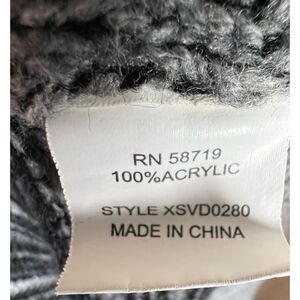 RN 58719
100%ACRYLIC
STYLE XSVD0280
MADE IN CHINA